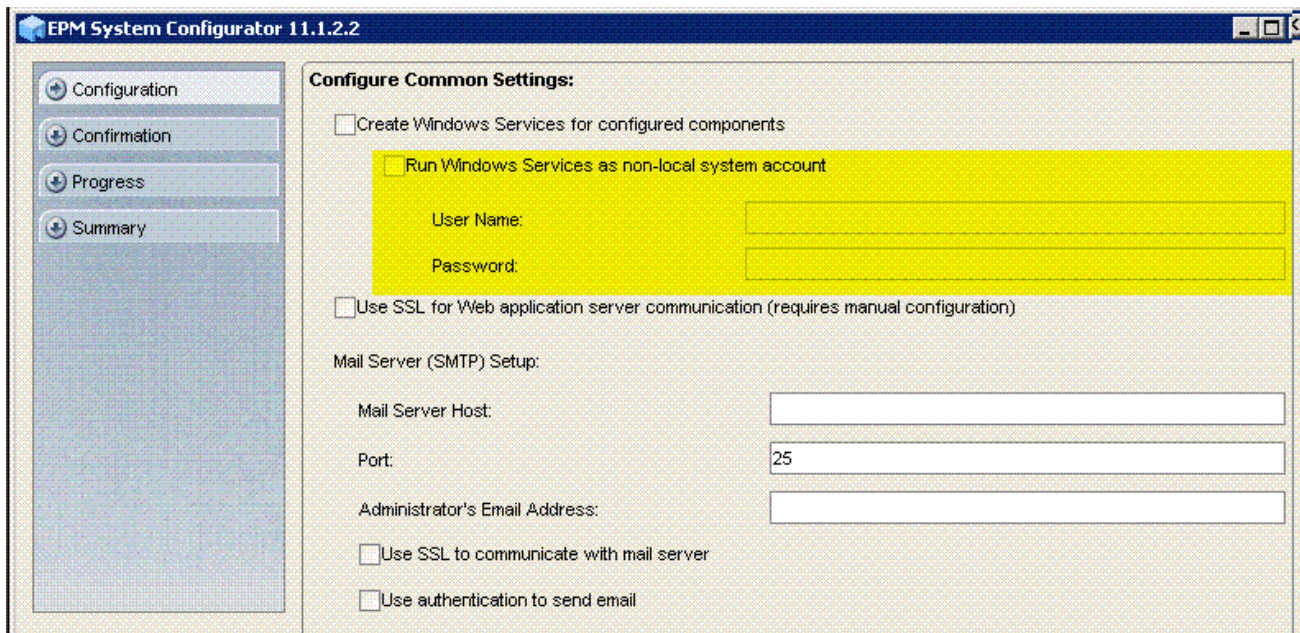 EPM System Configurator 11.1.2.2
Configuration
Confirmation
Progress
Summary
Configure Common Settings:
Create Windows Services for configured components
Run Windows Services as non-local system account
User Name:
Password:
Use SSL for Web application server communication (requires manual configuration)
Mail Server (SMTP) Setup:
Mail Server Host:
Port: 25
Administrator's Email Address:
Use SSL to communicate with mail server
Use authentication to send email